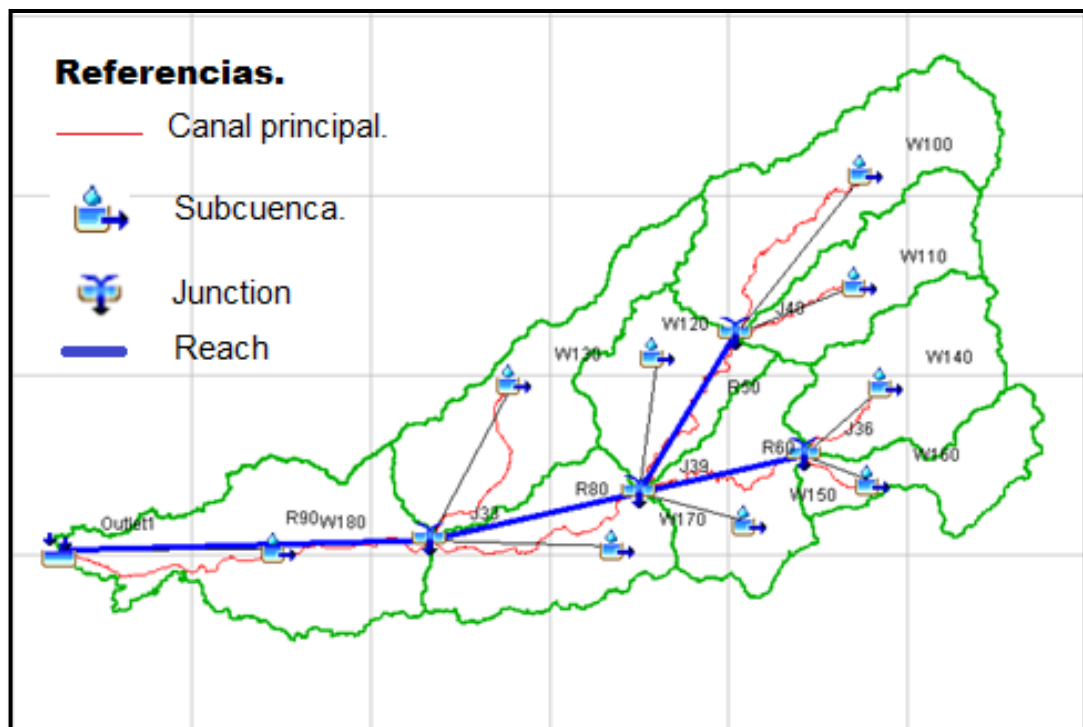 Referencias.
Canal principal.
Subcuenca.
Junction
Reach
W100
W110
W120
J40
W130
W140
R50
J36
R60
W160
J39
R80
W150
W170
J33
R90
W180
Outlet1